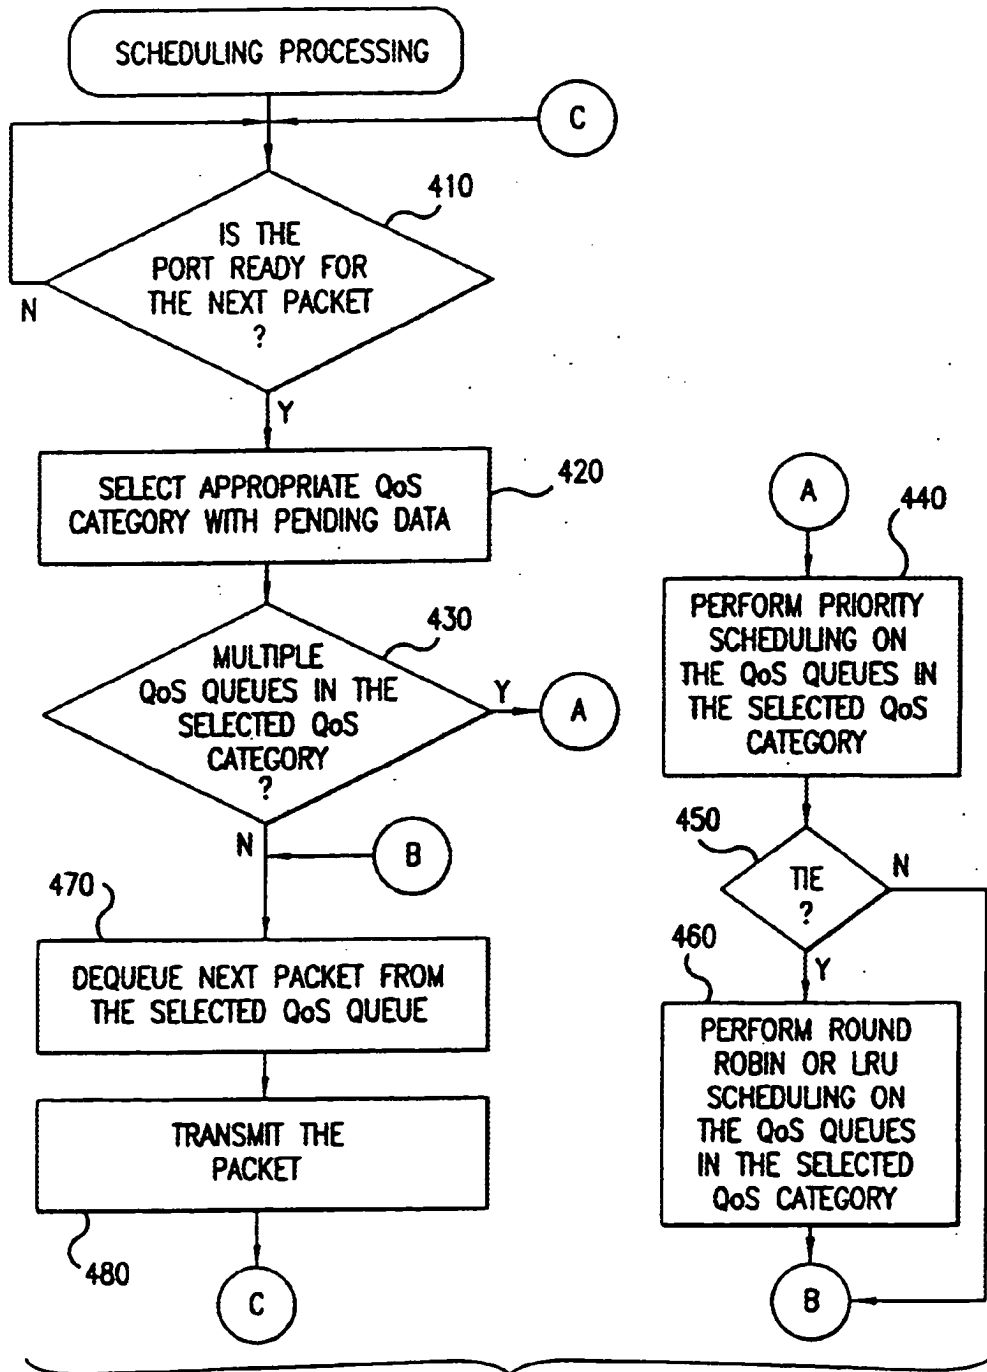 SCHEDULING PROCESSING
C
410
IS THE
PORT READY FOR
THE NEXT PACKET
?
N
Y
SELECT APPROPRIATE QoS
CATEGORY WITH PENDING DATA
420
430
MULTIPLE
QoS QUEUES IN THE
SELECTED QoS
CATEGORY
?
Y
A
N
B
470
DEQUEUE NEXT PACKET FROM
THE SELECTED QoS QUEUE
TRANSMIT THE
PACKET
480
C
A
440
PERFORM PRIORITY
SCHEDULING ON
THE QoS QUEUES IN
THE SELECTED QoS
CATEGORY
450
TIE
?
N
Y
460
PERFORM ROUND
ROBIN OR LRU
SCHEDULING ON
THE QoS QUEUES
IN THE SELECTED
QoS CATEGORY
B